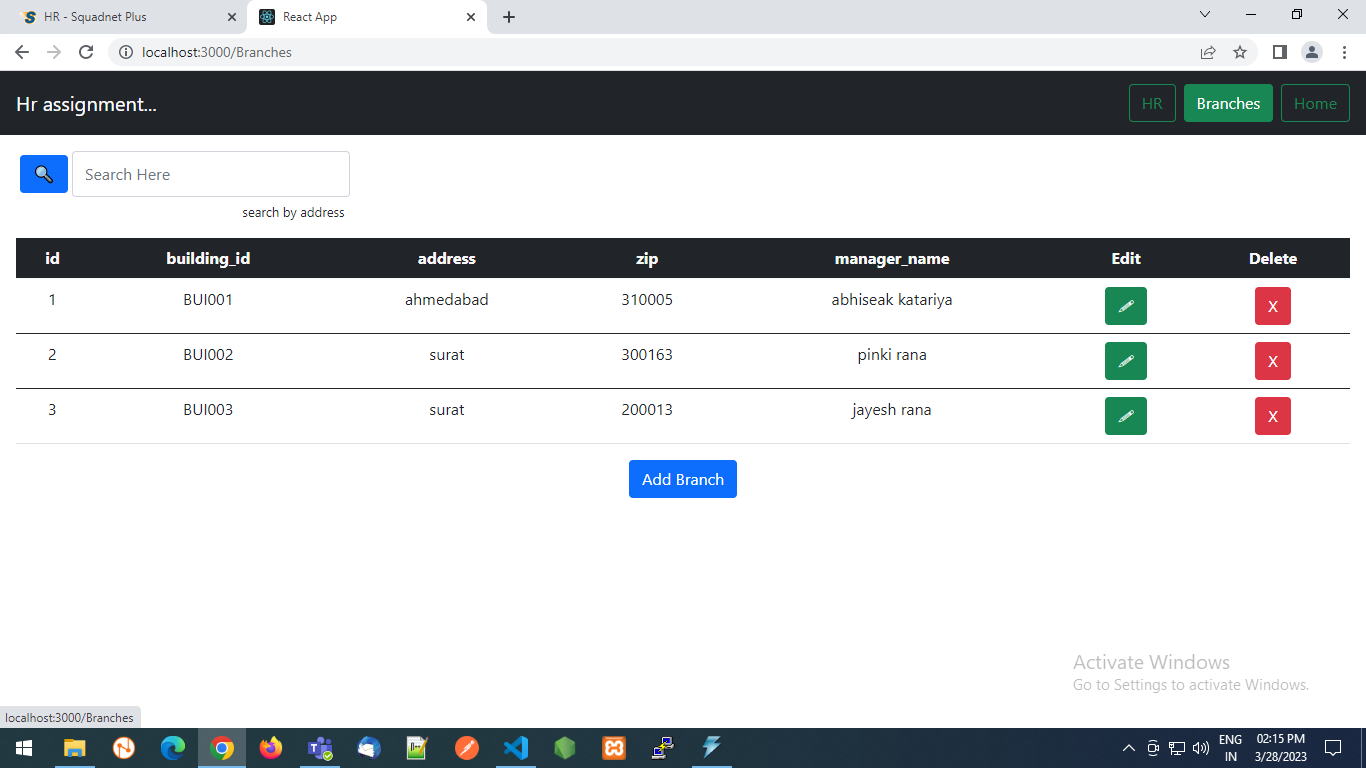 HR - Squadnet Plus
React App
localhost:3000/Branches
Hr assignment...
HR
Branches
Home
Search Here
search by address
id building_id address zip manager_name Edit Delete
1 BUI001 ahmedabad 310005 abhiseak katariya X
2 BUI002 surat 300163 pinki rana X
3 BUI003 surat 200013 jayesh rana X
Add Branch
Activate Windows
Go to Settings to activate Windows.
localhost:3000/Branches
ENG 02:15 PM
IN 3/28/2023